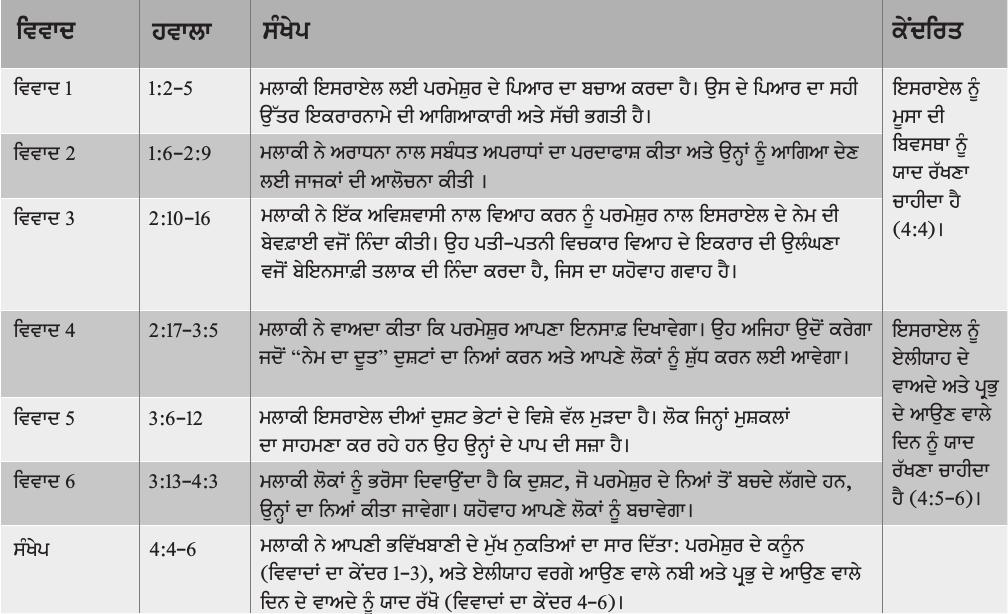 ਵਿਵਾਦ ਹਵਾਲਾ ਸੰਖੇਪ ਕੇਂਦਰਿਤ
ਵਿਵਾਦ 1 1:2–5 ਮਲਾਕੀ ਇਸਰਾਏਲ ਲਈ ਪਰਮੇਸ਼ੁਰ ਦੇ ਪਿਆਰ ਦਾ ਬਚਾਅ ਕਰਦਾ ਹੈ। ਉਸ ਦੇ ਪਿਆਰ ਦਾ ਸਹੀ
ਉੱਤਰ ਇਕਰਾਰਨਾਮੇ ਦੀ ਆਗਿਆਕਾਰੀ ਅਤੇ ਸੱਚੀ ਭਗਤੀ ਹੈ।
ਵਿਵਾਦ 2 1:6–2:9 ਮਲਾਕੀ ਨੇ ਅਰਾਧਨਾ ਨਾਲ ਸਬੰਧਤ ਅਪਰਾਧਾਂ ਦਾ ਪਰਦਾਫਾਸ਼ ਕੀਤਾ ਅਤੇ ਉਨ੍ਹਾਂ ਨੂੰ ਆਗਿਆ ਦੇਣ
ਲਈ ਜਾਜਕਾਂ ਦੀ ਆਲੋਚਨਾ ਕੀਤੀ ।
ਵਿਵਾਦ 3 2:10–16 ਮਲਾਕੀ ਨੇ ਇੱਕ ਅਵਿਸ਼ਵਾਸੀ ਨਾਲ ਵਿਆਹ ਕਰਨ ਨੂੰ ਪਰਮੇਸ਼ੁਰ ਨਾਲ ਇਸਰਾਏਲ ਦੇ ਨੇਮ ਦੀ
ਬੇਵਫ਼ਾਈ ਵਜੋਂ ਨਿੰਦਾ ਕੀਤੀ। ਉਹ ਪਤੀ–ਪਤਨੀ ਵਿਚਕਾਰ ਵਿਆਹ ਦੇ ਇਕਰਾਰ ਦੀ ਉਲੰਘਣਾ
ਵਜੋਂ ਬੇਇਨਸਾਫ਼ੀ ਤਲਾਕ ਦੀ ਨਿੰਦਾ ਕਰਦਾ ਹੈ, ਜਿਸ ਦਾ ਯਹੋਵਾਹ ਗਵਾਹ ਹੈ।
ਇਸਰਾਏਲ ਨੂੰ
ਮੂਸਾ ਦੀ
ਬਿਵਸਥਾ ਨੂੰ
ਯਾਦ ਰੱਖਣਾ
ਚਾਹੀਦਾ ਹੈ
(4:4)।
ਵਿਵਾਦ 4 2:17–3:5 ਮਲਾਕੀ ਨੇ ਵਾਅਦਾ ਕੀਤਾ ਕਿ ਪਰਮੇਸ਼ੁਰ ਆਪਣਾ ਇਨਸਾਫ਼ ਦਿਖਾਵੇਗਾ। ਉਹ ਅਜਿਹਾ ਉਦੋਂ ਕਰੇਗਾ
ਜਦੋਂ “ਨੇਮ ਦਾ ਦੂਤ” ਦੁਸ਼ਟਾਂ ਦਾ ਨਿਆਂ ਕਰਨ ਅਤੇ ਆਪਣੇ ਲੋਕਾਂ ਨੂੰ ਸ਼ੁੱਧ ਕਰਨ ਲਈ ਆਵੇਗਾ।
ਵਿਵਾਦ 5 3:6–12 ਮਲਾਕੀ ਇਸਰਾਏਲ ਦੀਆਂ ਦੁਸ਼ਟ ਭੇਟਾਂ ਦੇ ਵਿਸ਼ੇ ਵੱਲ ਮੁੜਦਾ ਹੈ। ਲੋਕ ਜਿਨ੍ਹਾਂ ਮੁਸ਼ਕਲਾਂ
ਦਾ ਸਾਹਮਣਾ ਕਰ ਰਹੇ ਹਨ ਉਹ ਉਨ੍ਹਾਂ ਦੇ ਪਾਪ ਦੀ ਸਜ਼ਾ ਹੈ।
ਵਿਵਾਦ 6 3:13–4:3 ਮਲਾਕੀ ਲੋਕਾਂ ਨੂੰ ਭਰੋਸਾ ਦਿਵਾਉਂਦਾ ਹੈ ਕਿ ਦੁਸ਼ਟ, ਜੋ ਪਰਮੇਸ਼ੁਰ ਦੇ ਨਿਆਂ ਤੋਂ ਬਚਦੇ ਲੱਗਦੇ ਹਨ,
ਉਨ੍ਹਾਂ ਦਾ ਨਿਆਂ ਕੀਤਾ ਜਾਵੇਗਾ। ਯਹੋਵਾਹ ਆਪਣੇ ਲੋਕਾਂ ਨੂੰ ਬਚਾਵੇਗਾ।
ਇਸਰਾਏਲ ਨੂੰ
ਏਲੀਯਾਹ ਦੇ
ਵਾਅਦੇ ਅਤੇ ਪ੍ਰਭੁ
ਦੇ ਆਉਣ ਵਾਲੇ
ਦਿਨ ਨੂੰ ਯਾਦ
ਰੱਖਣਾ ਚਾਹੀਦਾ
ਹੈ (4:5–6)।
ਸੰਖੇਪ 4:4–6 ਮਲਾਕੀ ਨੇ ਆਪਣੀ ਭਵਿੱਖਬਾਣੀ ਦੇ ਮੁੱਖ ਨੁਕਤਿਆਂ ਦਾ ਸਾਰ ਦਿੱਤਾ: ਪਰਮੇਸ਼ੁਰ ਦੇ ਕਨੂੰਨ
(ਵਿਵਾਦਾਂ ਦਾ ਕੇਂਦਰ 1–3), ਅਤੇ ਏਲੀਯਾਹ ਵਰਗੇ ਆਉਣ ਵਾਲੇ ਨਬੀ ਅਤੇ ਪ੍ਰਭੁ ਦੇ ਆਉਣ ਵਾਲੇ
ਦਿਨ ਦੇ ਵਾਅਦੇ ਨੂੰ ਯਾਦ ਰੱਖੋ (ਵਿਵਾਦਾਂ ਦਾ ਕੇਂਦਰ 4–6)।